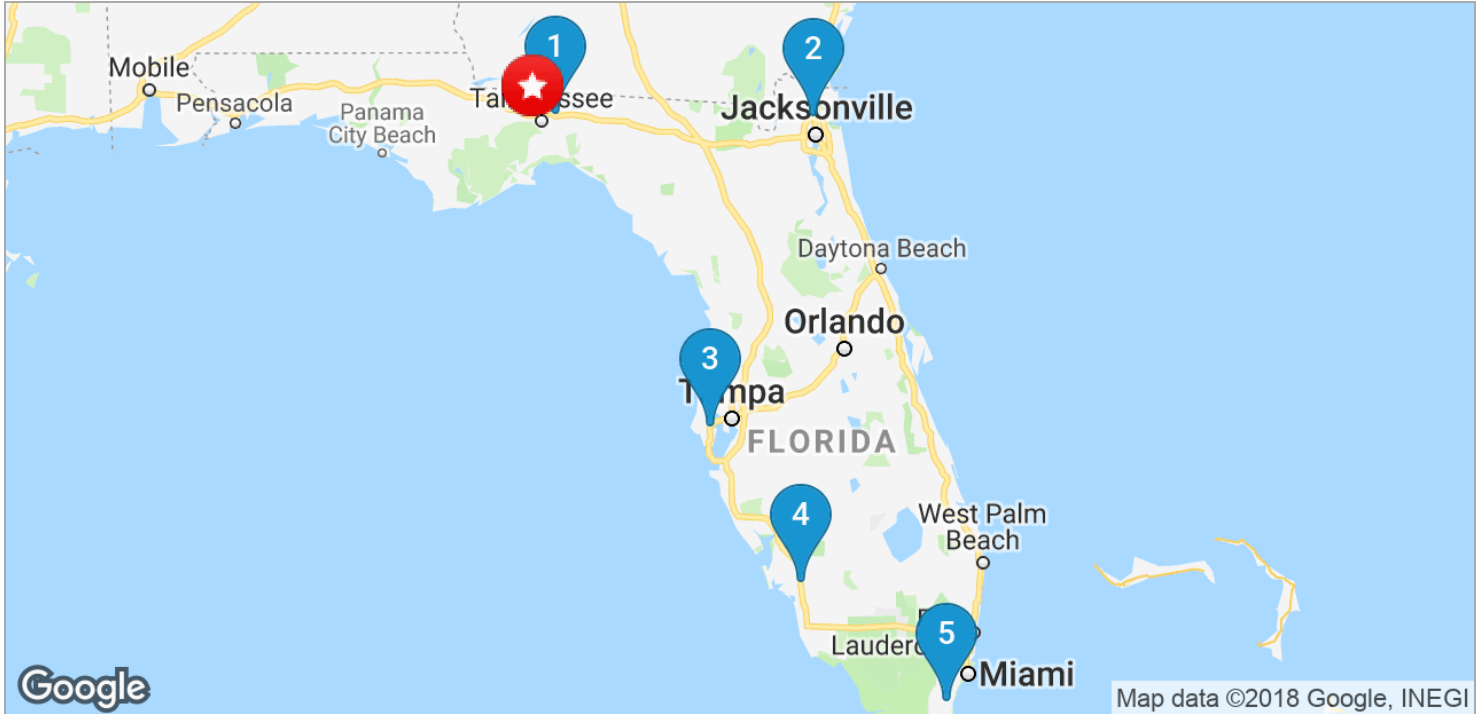 1
2
Mobile
Pensacola
Panama
City Beach
Jacksonville
Daytona Beach
Orlando
3
FLORIDA
4
West Palm
Beach
5
Miami
Google
Map data ©2018 Google, INEGI